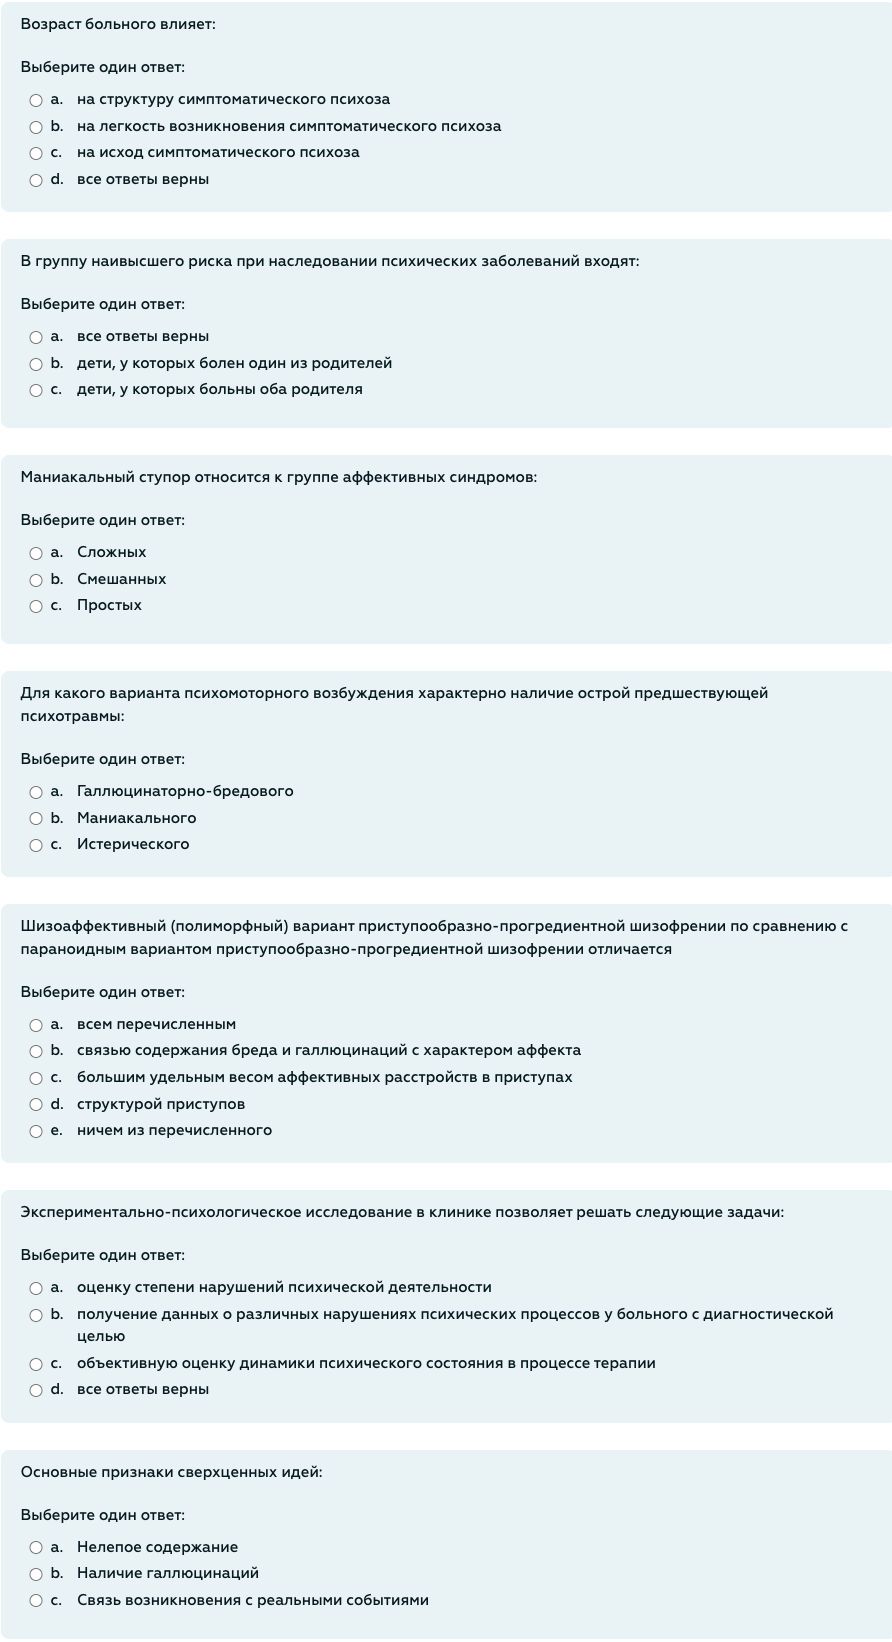 Возраст больного влияет:
Выберите один ответ:
a. на структуру симптоматического психоза
b. на легкость возникновения симптоматического психоза
c. на исход симптоматического психоза
d. все ответы верны
В группу наивысшего риска при наследовании психических заболеваний входят:
Выберите один ответ:
a. все ответы верны
b. дети, у которых болен один из родителей
c. дети, у которых больны оба родителя
Маниакальный ступор относится к группе аффективных синдромов:
Выберите один ответ:
a. Сложных
b. Смешанных
c. Простых
Для какого варианта психомоторного возбуждения характерно наличие острой предшествующей
психотравмы:
Выберите один ответ:
a. Галлюцинаторно-бредового
b. Маниакального
c. Истерического
Шизоаффективный (полиморфный) вариант приступообразно-прогредиентной шизофрении по сравнению с
параноидным вариантом приступообразно-прогредиентной шизофрении отличается
Выберите один ответ:
a. всем перечисленным
b. связью содержания бреда и галлюцинаций с характером аффекта
c. большим удельным весом аффективных расстройств в приступах
d. структурой приступов
e. ничем из перечисленного
Экспериментально-психологическое исследование в клинике позволяет решать следующие задачи:
Выберите один ответ:
a. оценку степени нарушений психической деятельности
b. получение данных о различных нарушениях психических процессов у больного с диагностической
целью
c. объективную оценку динамики психического состояния в процессе терапии
d. все ответы верны
Основные признаки сверхценных идей:
Выберите один ответ:
a. Нелепое содержание
b. Наличие галлюцинаций
c. Связь возникновения с реальными событиями